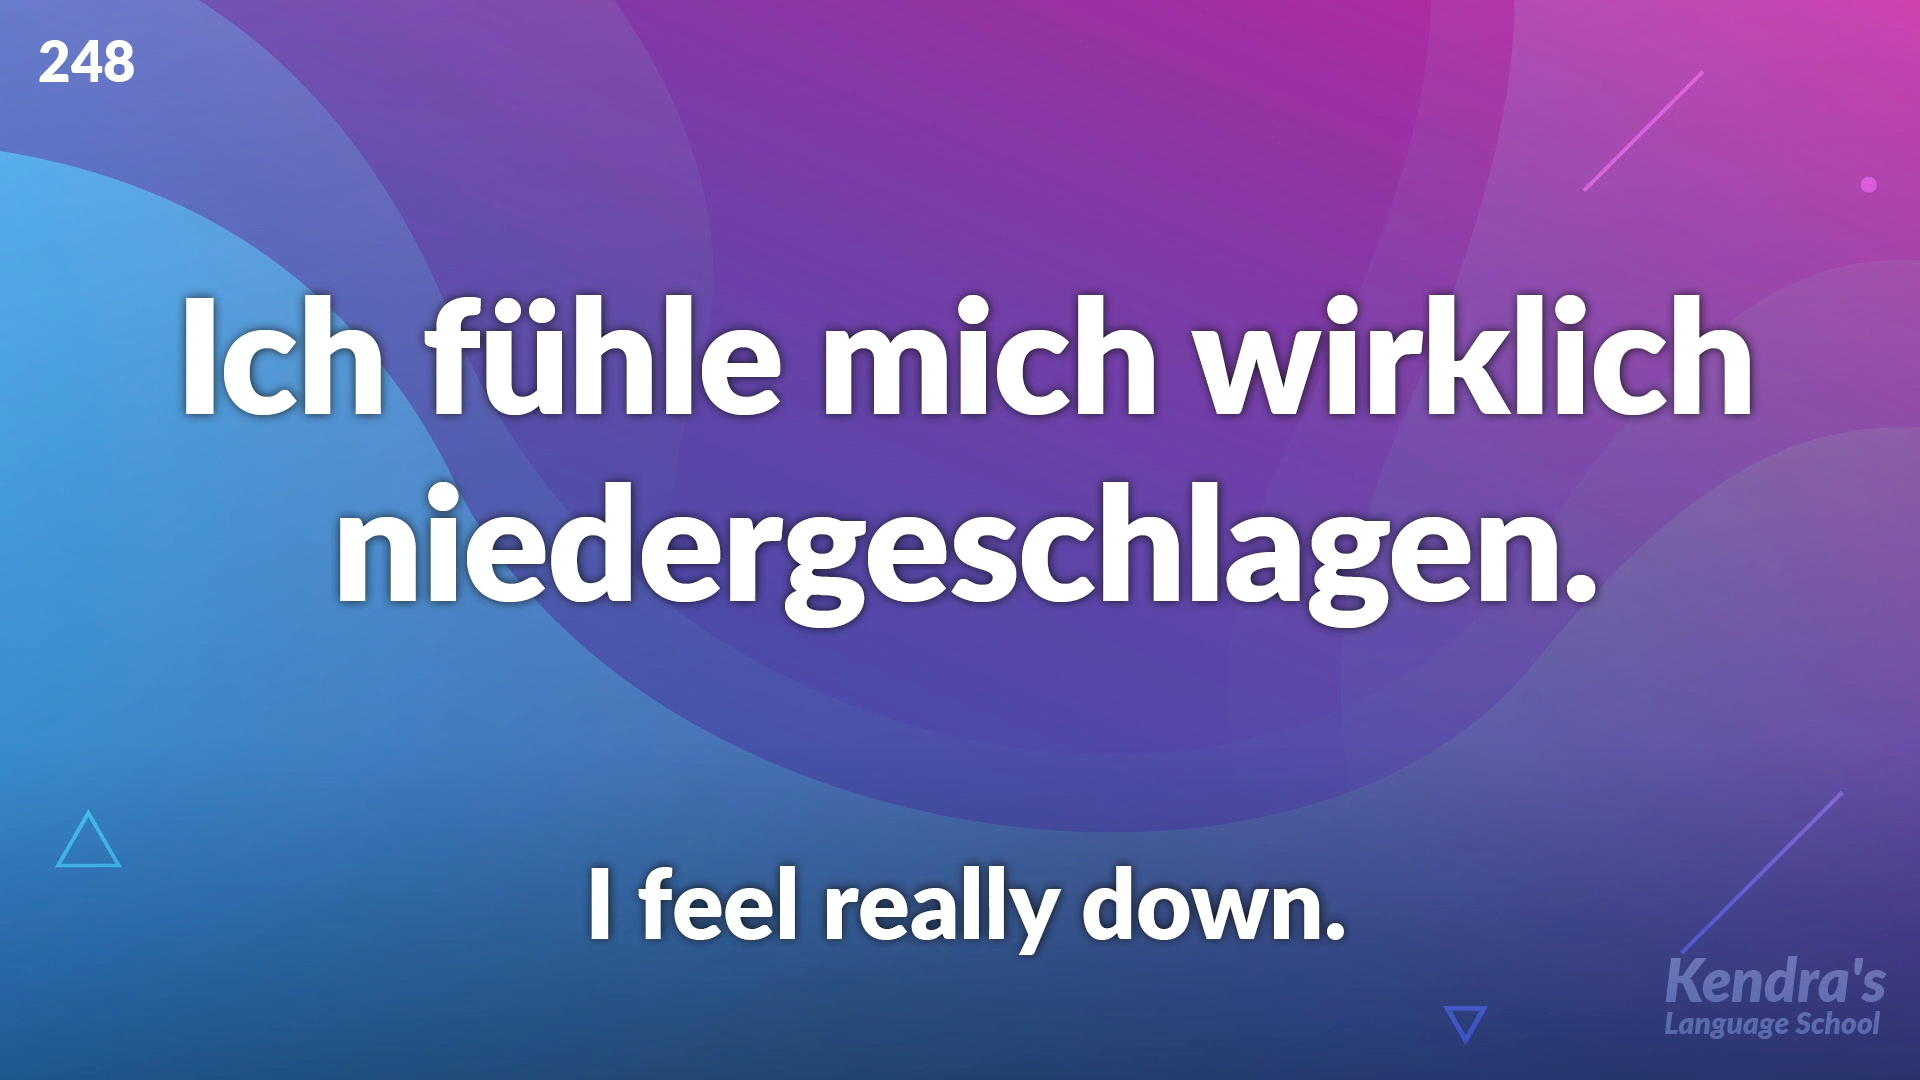 248
Ich fühle mich wirklich
niedergeschlagen.
I feel really down.
Kendra's
Language School